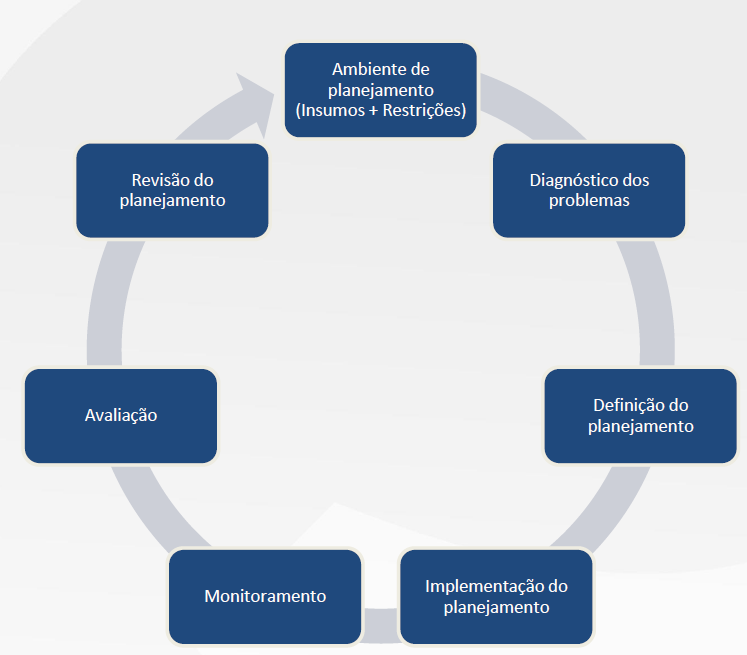 Ambiente de
planejamento
(Insumos + Restrições)
Diagnóstico dos
problemas
Definição do
planejamento
Implementação do
planejamento
Monitoramento
Avaliação
Revisão do
planejamento